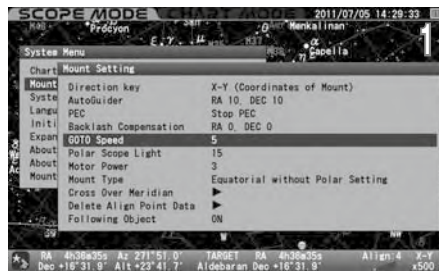 SCOPE MODE 2011/07/05 14:29:33
Procyon Menkalinan 1
Capella
System Menu
Chart Mount Setting
Mount Direction key X-Y (Coordinates of Mount)
Syste AutoGuider RA 10, DEC 10
Langu PEC Stop PEC
Initi Backlash Compensation RA 0, DEC 0
Expan GOTO Speed 5
About Polar Scope Light 15
About Motor Power 3
Mount Mount Type Equatorial without Polar Setting
Cross Over Meridian ▶
Delete Align Point Data ▶
Following Object ON
NW
RA 4h36m35s Az 271°51.0' TARGET RA 4h36m35s Align:4 X-Y
Dec +16°31.9' Alt +23°41.7' Aldebaran Dec +16°31.9' x500